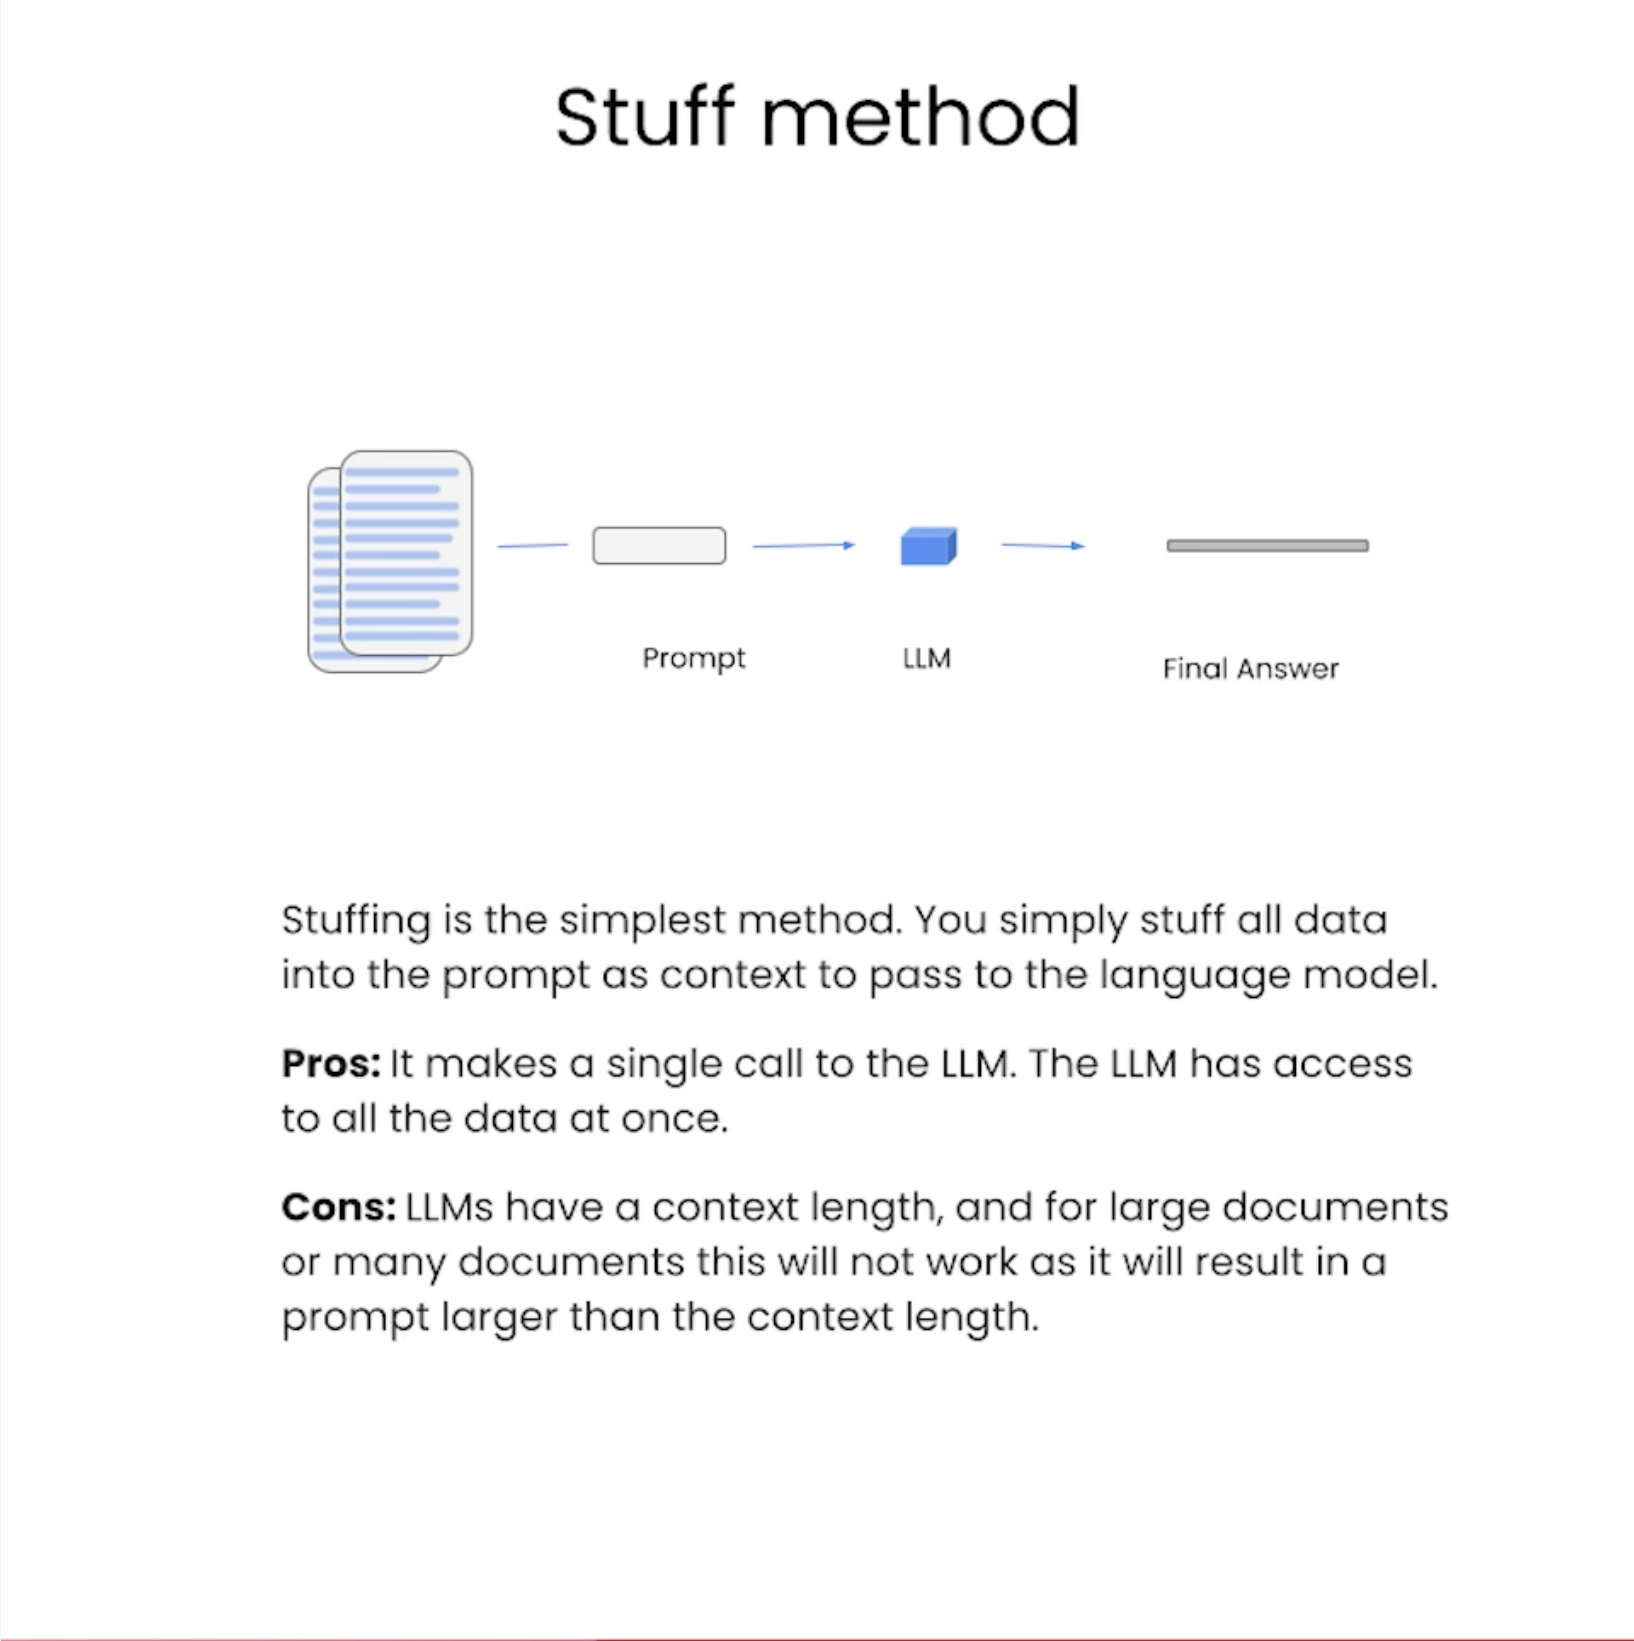 Stuff method
Prompt
LLM
Final Answer
Stuffing is the simplest method. You simply stuff all data
into the prompt as context to pass to the language model.
Pros: It makes a single call to the LLM. The LLM has access
to all the data at once.
Cons: LLMs have a context length, and for large documents
or many documents this will not work as it will result in a
prompt larger than the context length.